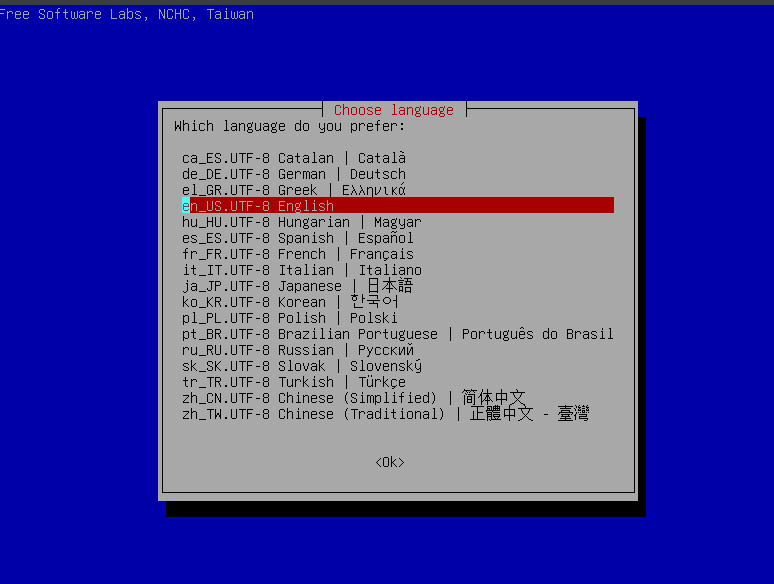 Free Software Labs, NCHC, Taiwan
Choose language
Which language do you prefer:
ca_ES.UTF-8 Catalan | Català
de_DE.UTF-8 German | Deutsch
el_GR.UTF-8 Greek | Ελληνικά
en_US.UTF-8 English
hu_HU.UTF-8 Hungarian | Magyar
es_ES.UTF-8 Spanish | Español
fr_FR.UTF-8 French | Français
it_IT.UTF-8 Italian | Italiano
ja_JP.UTF-8 Japanese | 日本語
ko_KR.UTF-8 Korean | 한국어
pl_PL.UTF-8 Polish | Polski
pt_BR.UTF-8 Brazilian Portuguese | Português do Brasil
ru_RU.UTF-8 Russian | Русский
sk_SK.UTF-8 Slovak | Slovenský
tr_TR.UTF-8 Turkish | Türkçe
zh_CN.UTF-8 Chinese (Simplified) | 简体中文
zh_TW.UTF-8 Chinese (Traditional) | 正體中文 - 臺灣
<Ok>